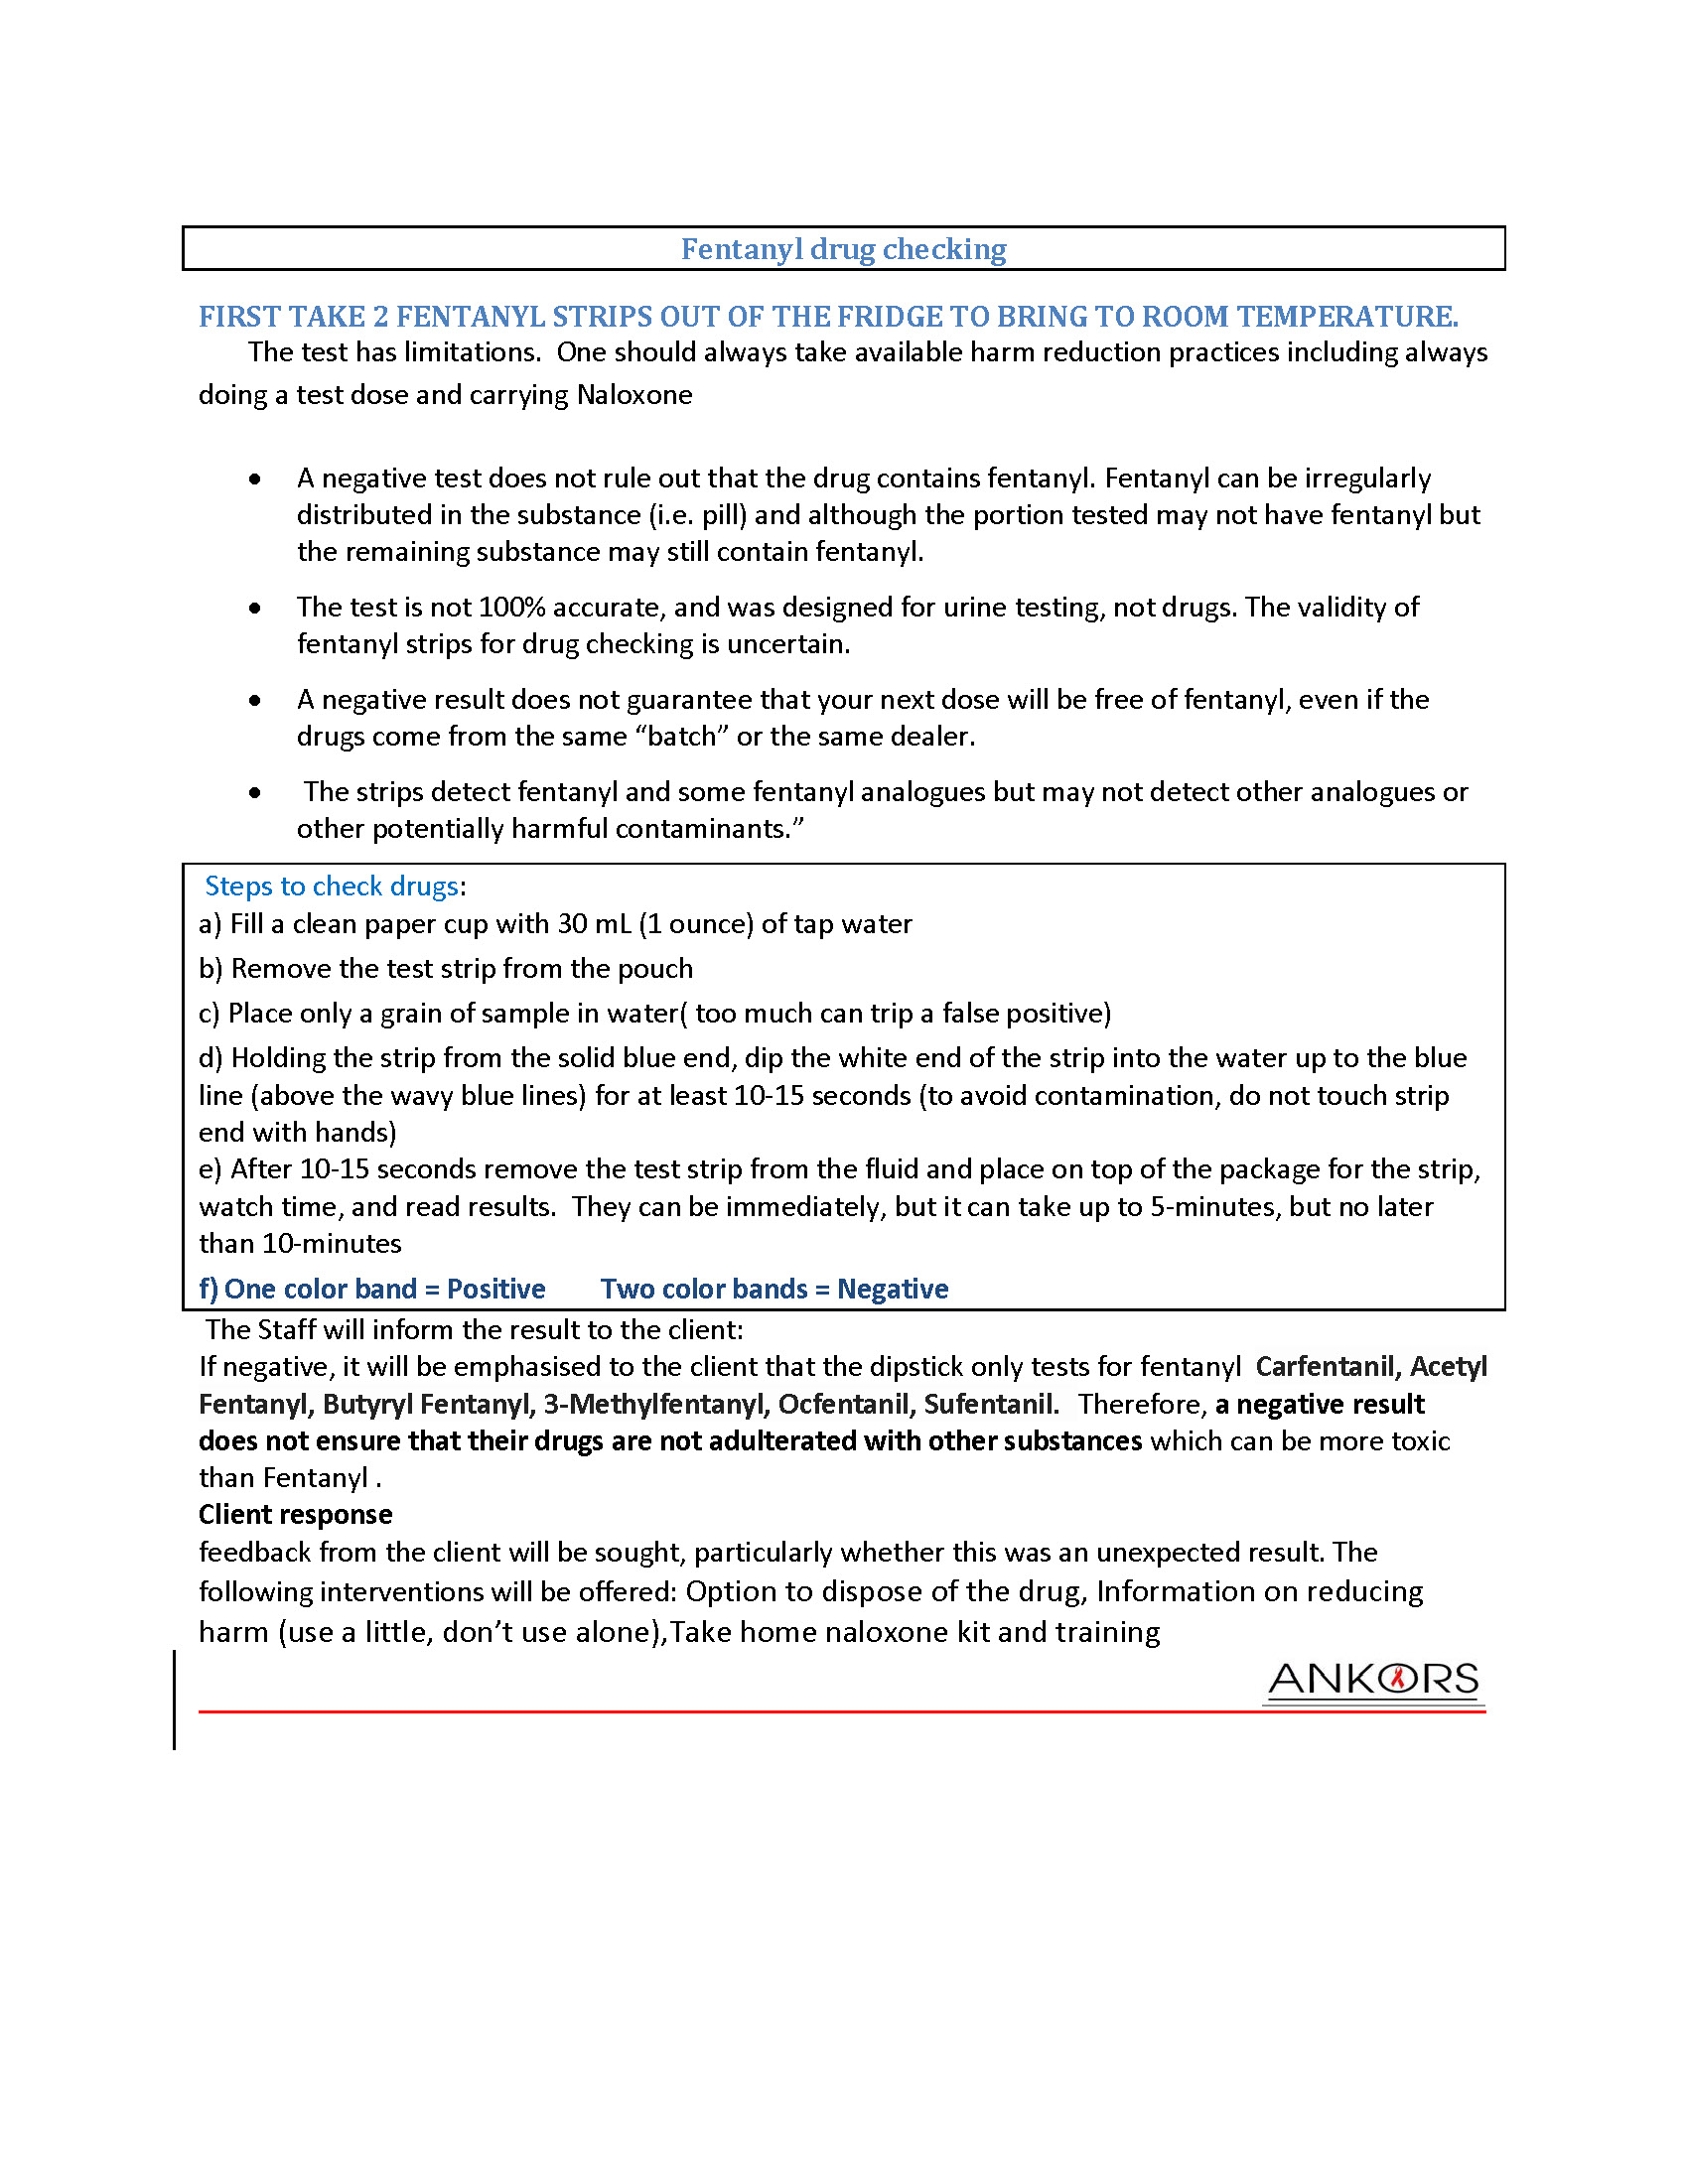 Fentanyl drug checking
FIRST TAKE 2 FENTANYL STRIPS OUT OF THE FRIDGE TO BRING TO ROOM TEMPERATURE.
The test has limitations.  One should always take available harm reduction practices including always
doing a test dose and carrying Naloxone
• A negative test does not rule out that the drug contains fentanyl. Fentanyl can be irregularly
distributed in the substance (i.e. pill) and although the portion tested may not have fentanyl but
the remaining substance may still contain fentanyl.
• The test is not 100% accurate, and was designed for urine testing, not drugs. The validity of
fentanyl strips for drug checking is uncertain.
• A negative result does not guarantee that your next dose will be free of fentanyl, even if the
drugs come from the same “batch” or the same dealer.
• The strips detect fentanyl and some fentanyl analogues but may not detect other analogues or
other potentially harmful contaminants.”
Steps to check drugs:
a) Fill a clean paper cup with 30 mL (1 ounce) of tap water
b) Remove the test strip from the pouch
c) Place only a grain of sample in water( too much can trip a false positive)
d) Holding the strip from the solid blue end, dip the white end of the strip into the water up to the blue
line (above the wavy blue lines) for at least 10-15 seconds (to avoid contamination, do not touch strip
end with hands)
e) After 10-15 seconds remove the test strip from the fluid and place on top of the package for the strip,
watch time, and read results.  They can be immediately, but it can take up to 5-minutes, but no later
than 10-minutes
f) One color band = Positive        Two color bands = Negative
The Staff will inform the result to the client:
If negative, it will be emphasised to the client that the dipstick only tests for fentanyl  Carfentanil, Acetyl
Fentanyl, Butyryl Fentanyl, 3-Methylfentanyl, Ocfentanil, Sufentanil.  Therefore, a negative result
does not ensure that their drugs are not adulterated with other substances which can be more toxic
than Fentanyl .
Client response
feedback from the client will be sought, particularly whether this was an unexpected result. The
following interventions will be offered: Option to dispose of the drug, Information on reducing
harm (use a little, don’t use alone),Take home naloxone kit and training
ANKORS